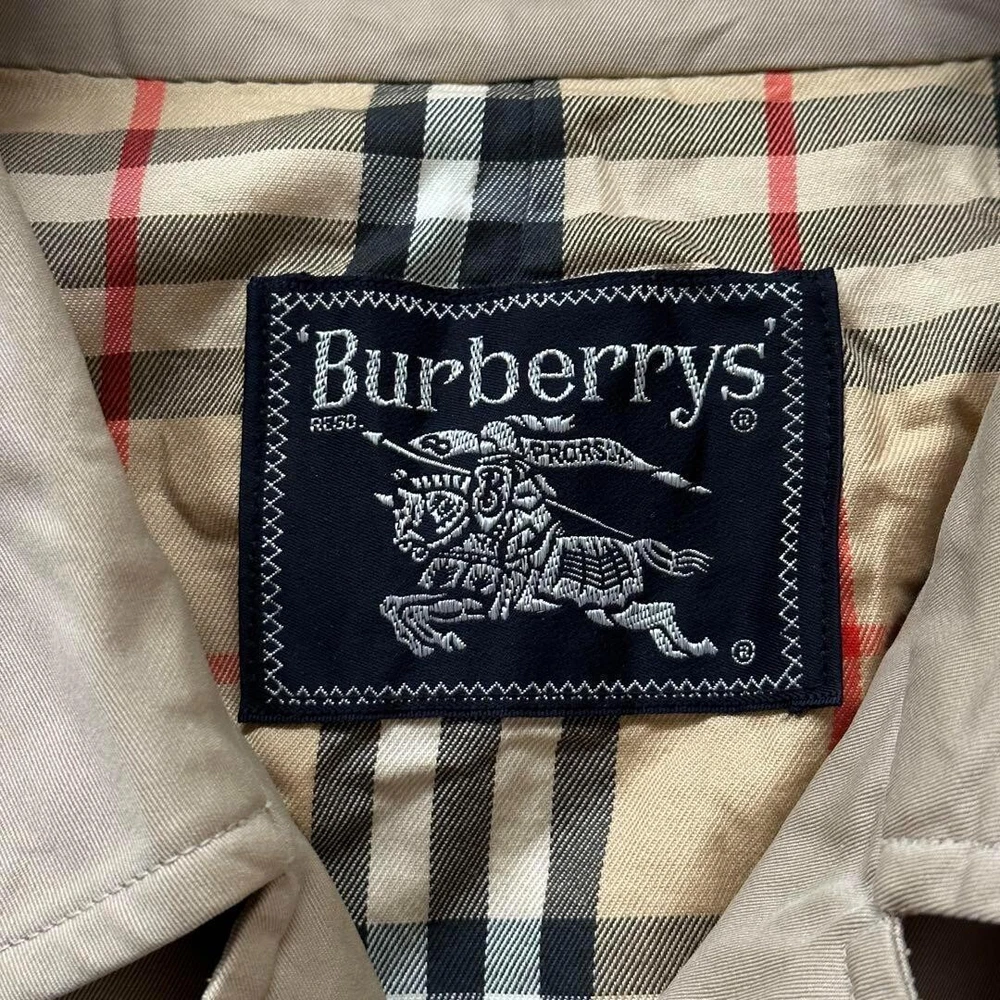 'Burberrys'
REGD.
®
B PRORSUM
B
®